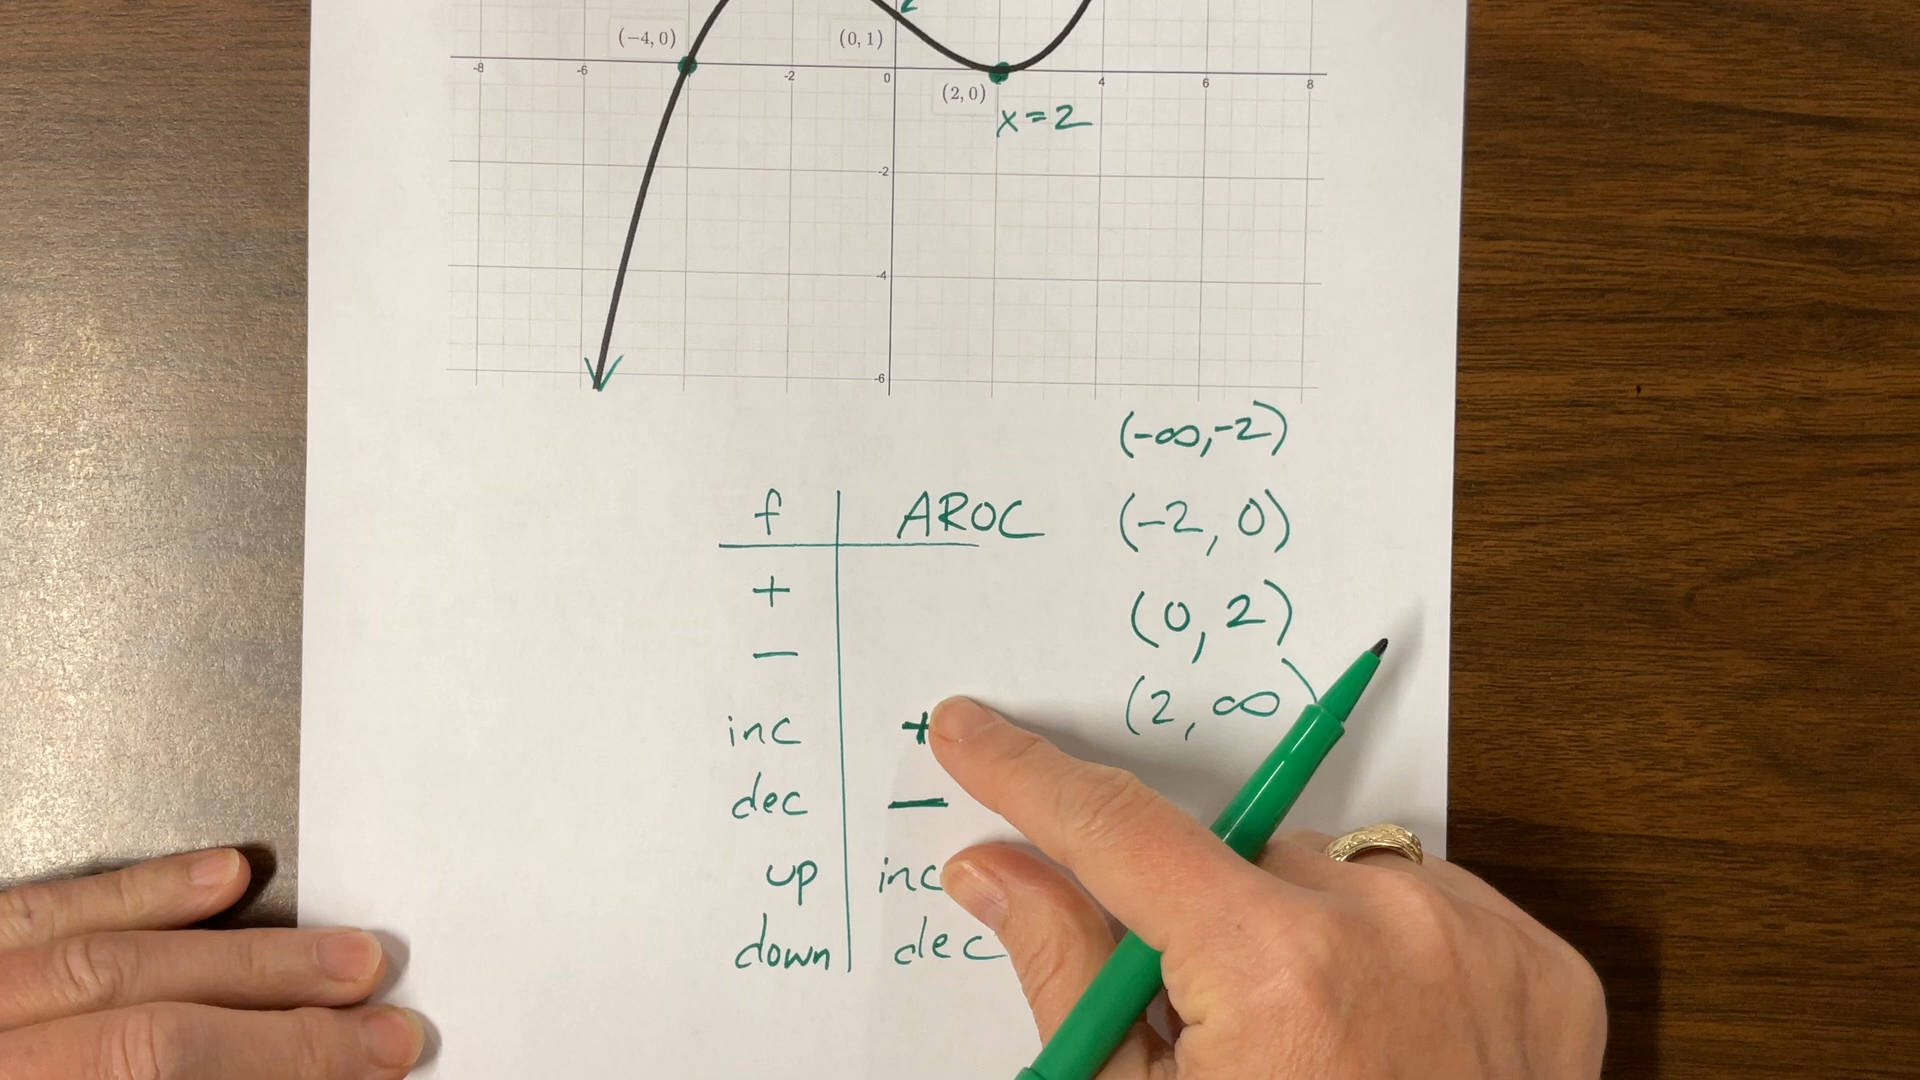 (−4, 0)
(0, 1)
-8 -6 -2 0 4 6 8
(2, 0)
x=2
-2
-4
-6
(-∞,-2)
f AROC (-2, 0)
+ (0, 2)
−
inc + (2, ∞)
dec −
up inc
down dec